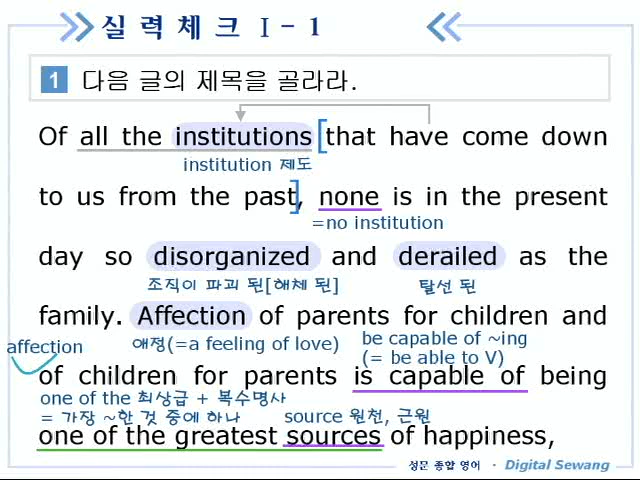 실력체크 I - 1
1 다음 글의 제목을 골라라.
Of all the institutions [that have come down
institution 제도
to us from the past], none is in the present
=no institution
day so disorganized and derailed as the
조직이 파괴 된[해체 된] 탈선 된
family. Affection of parents for children and
affection 애정(=a feeling of love) be capable of ~ing
(= be able to V)
of children for parents is capable of being
one of the 최상급 + 복수명사
= 가장 ~한 것 중에 하나 source 원천, 근원
one of the greatest sources of happiness,
성문 종합 영어 · Digital Sewang